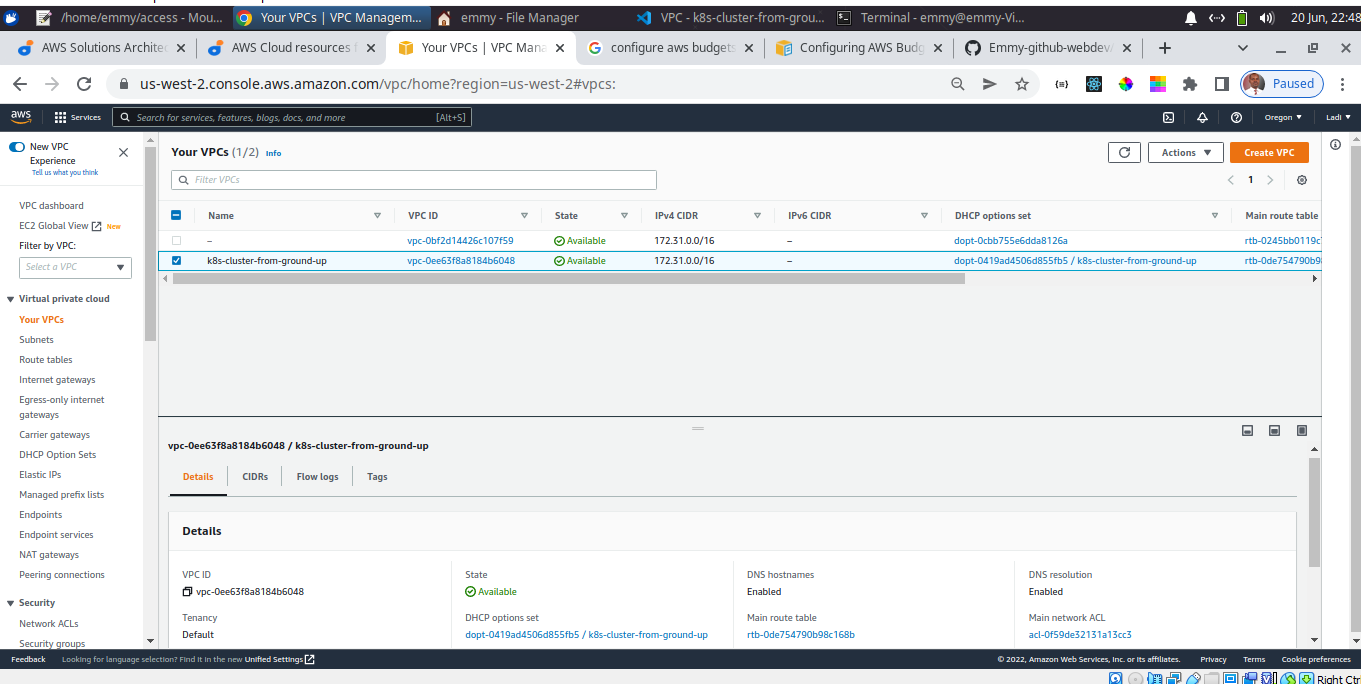 /home/emmy/access - Mou...
Your VPCs | VPC Managem...
emmy - File Manager
VPC - k8s-cluster-from-grou...
Terminal - emmy@emmy-Vi...
20 Jun, 22:48
AWS Solutions Archite
AWS Cloud resources f
Your VPCs | VPC Mana
configure aws budgets
Configuring AWS Budg
Emmy-github-webdev/
us-west-2.console.aws.amazon.com/vpc/home?region=us-west-2#vpcs:
Paused
aws
Services
Search for services, features, blogs, docs, and more
[Alt+S]
Oregon
Ladi
New VPC
Experience
Tell us what you think
VPC dashboard
EC2 Global View
New
Filter by VPC:
Select a VPC
Virtual private cloud
Your VPCs
Subnets
Route tables
Internet gateways
Egress-only internet
gateways
Carrier gateways
DHCP Option Sets
Elastic IPs
Managed prefix lists
Endpoints
Endpoint services
NAT gateways
Peering connections
Security
Network ACLs
Security groups
Your VPCs (1/2) Info
Actions
Create VPC
Filter VPCs
1
Name VPC ID State IPv4 CIDR IPv6 CIDR DHCP options set Main route table
– vpc-0bf2d14426c107f59 Available 172.31.0.0/16 – dopt-0cbb755e6dda8126a rtb-0245bb0119c
k8s-cluster-from-ground-up vpc-0ee63f8a8184b6048 Available 172.31.0.0/16 – dopt-0419ad4506d855fb5 / k8s-cluster-from-ground-up rtb-0de754790b9
vpc-0ee63f8a8184b6048 / k8s-cluster-from-ground-up
Details CIDRs Flow logs Tags
Details
VPC ID
vpc-0ee63f8a8184b6048
State
Available
DNS hostnames
Enabled
DNS resolution
Enabled
Tenancy
Default
DHCP options set
dopt-0419ad4506d855fb5 / k8s-cluster-from-ground-up
Main route table
rtb-0de754790b98c168b
Main network ACL
acl-0f59de32131a13cc3
Feedback
Looking for language selection? Find it in the new Unified Settings
© 2022, Amazon Web Services, Inc. or its affiliates.
Privacy
Terms
Cookie preferences
Right Ctr